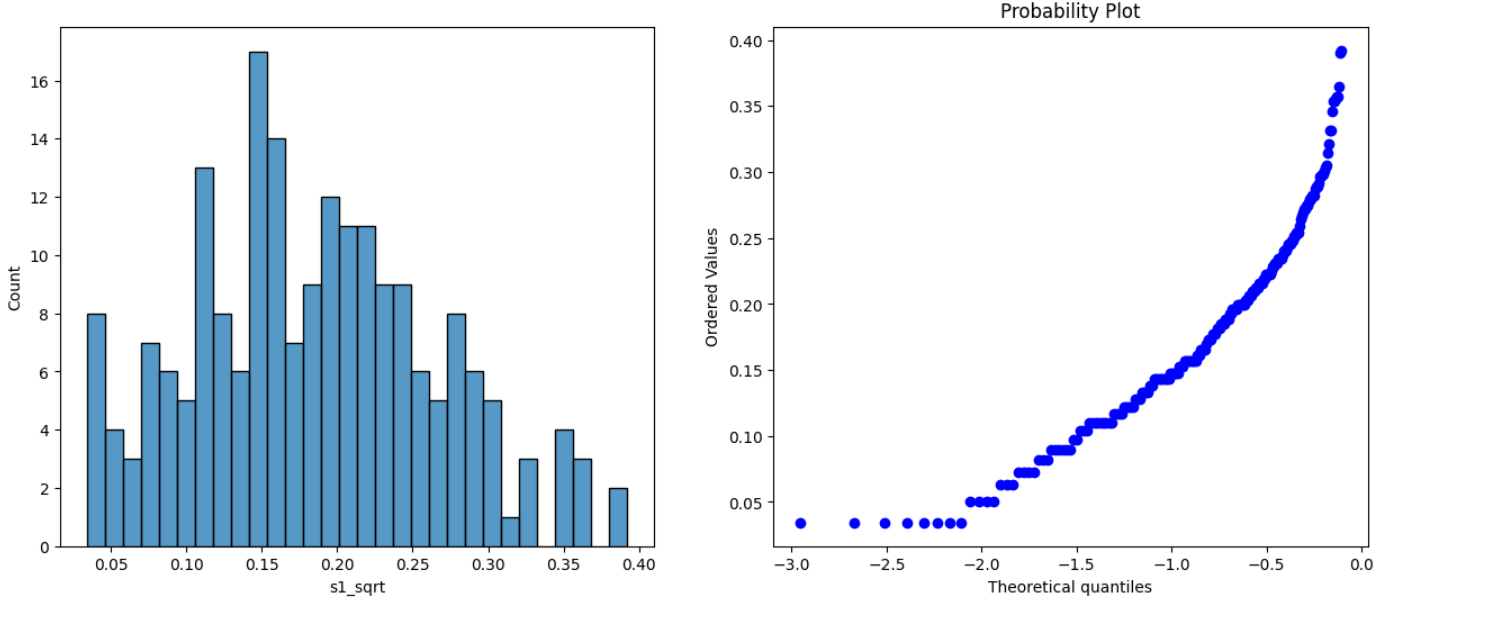 16
14
12
10
8
6
4
2
0
Count
0.05 0.10 0.15 0.20 0.25 0.30 0.35 0.40
s1_sqrt
Probability Plot
0.40
0.35
0.30
0.25
0.20
0.15
0.10
0.05
Ordered Values
−3.0 −2.5 −2.0 −1.5 −1.0 −0.5 0.0
Theoretical quantiles